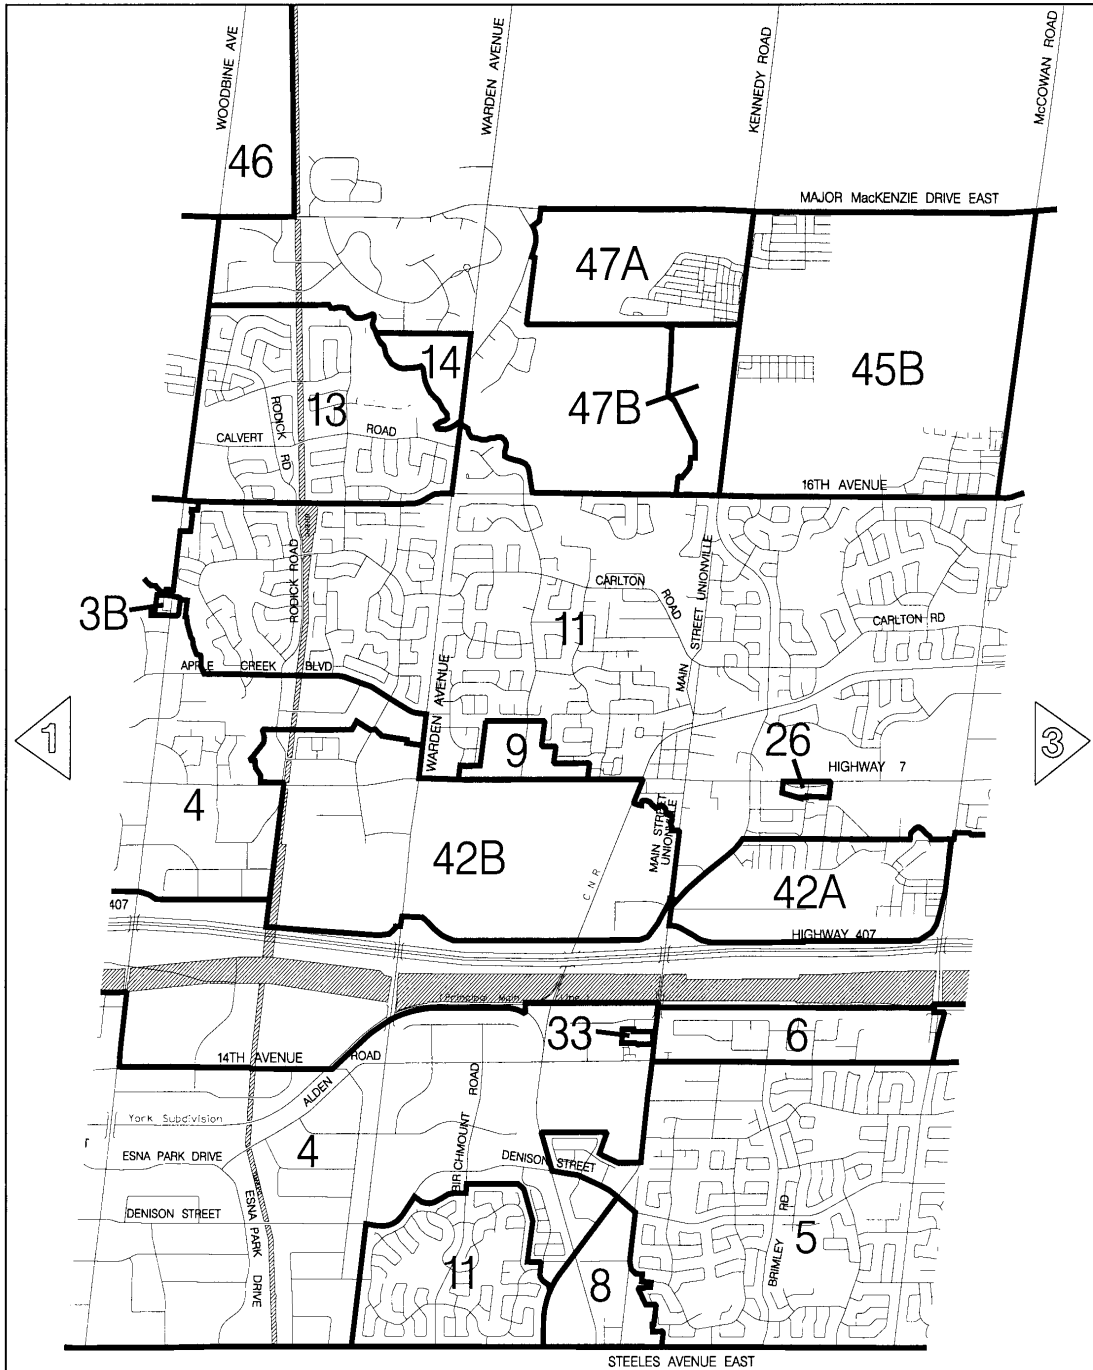 WOODBINE AVE
WARDEN AVENUE
KENNEDY ROAD
McCOWAN ROAD
46
MAJOR MacKENZIE DRIVE EAST
47A
14
45B
47B
13
RODICK RD
CALVERT ROAD
16TH AVENUE
RODICK ROAD
MAIN STREET UNIONVILLE
CARLTON ROAD
3B
11
CARLTON RD
APPLE CREEK BLVD
WARDEN AVENUE
1
9
26
3
HIGHWAY 7
4
MAIN STREET UNIONVILLE
42B
CNR
42A
407
HIGHWAY 407
Principal Main Line
33
6
14TH AVENUE
ALDEN ROAD
BIRCHMOUNT ROAD
York Subdivision
T
ESNA PARK DRIVE
4
DENISON STREET
DENISON STREET
ESNA PARK DRIVE
BRIMLEY RD
5
11
8
STEELES AVENUE EAST